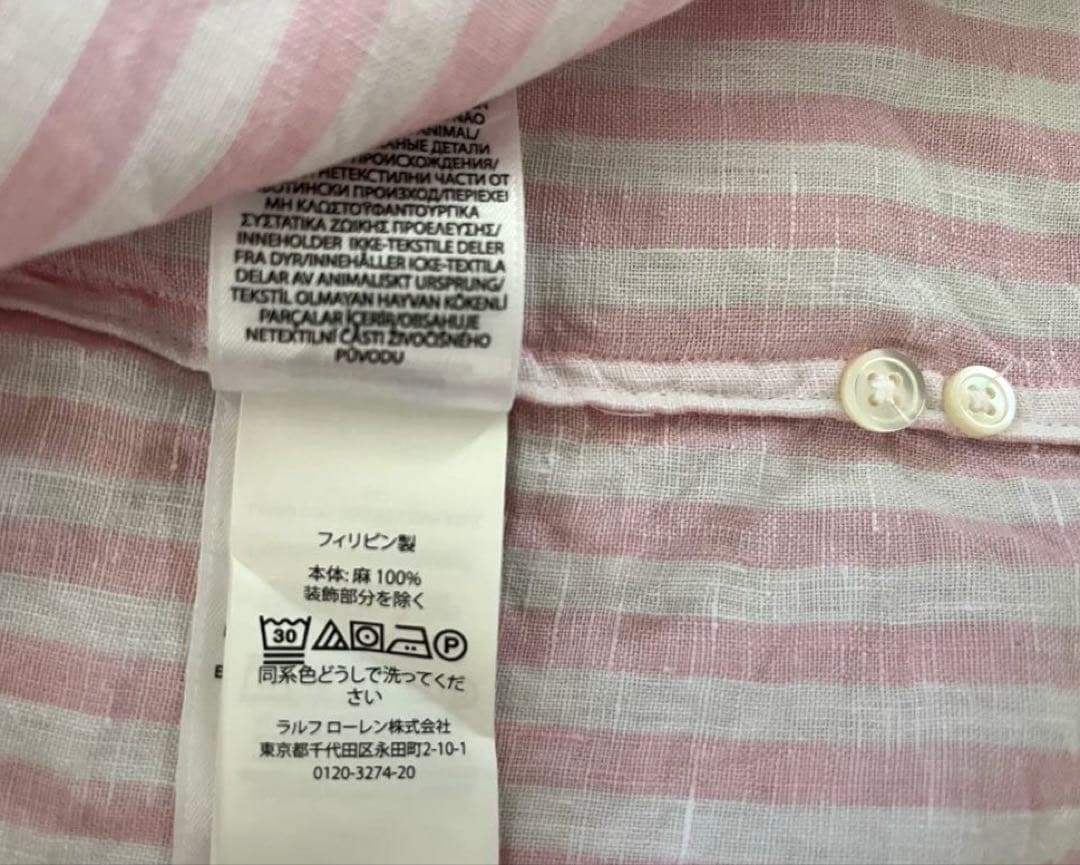 NÃO
ANIMAL/
ДЕТАЛИ
ПРОИСХОЖДЕНИЯ/
НЕТЕКСТИЛНИ ЧАСТИ ОТ
ПРОИЗХОД/ΠΕΡΙΕΧΕΙ
ΜΗ ΚΛΩΣΤΟΫΦΑΝΤΟΥΡΓΙΚΑ
ΣΥΣΤΑΤΙΚΑ ΖΩΙΚΗΣ ΠΡΟΕΛΕΥΣΗΣ/
INNEHOLDER IKKE-TEKSTILE DELER
FRA DYR/INNEHÅLLER ICKE-TEXTILA
DELAR AV ANIMALISKT URSPRUNG/
TEKSTİL OLMAYAN HAYVAN KÖKENLİ
PARÇALAR İÇERİR/OBSAHUJE
NETEXTILNÍ ČÁSTI ŽIVOČIŠNÉHO
PŮVODU
フィリピン製
本体: 麻 100%
装飾部分を除く
30 P
同系色どうしで洗ってくだ
さい
ラルフ ローレン株式会社
東京都千代田区永田町2-10-1
0120-3274-20